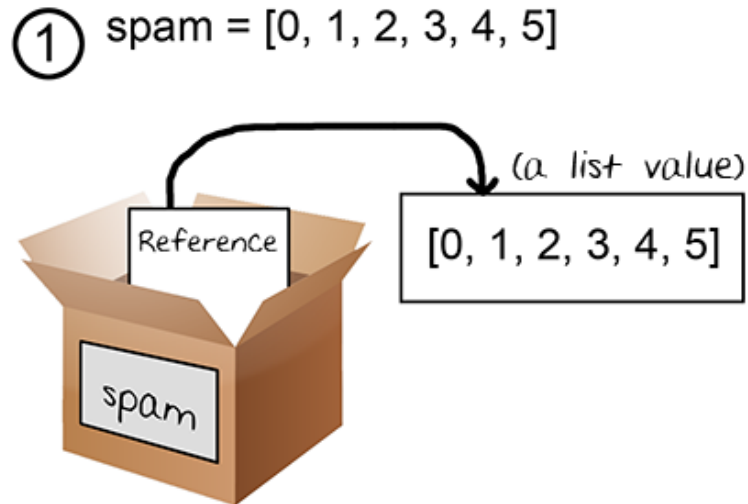 1 spam = [0, 1, 2, 3, 4, 5]
(a list value)
Reference
[0, 1, 2, 3, 4, 5]
spam